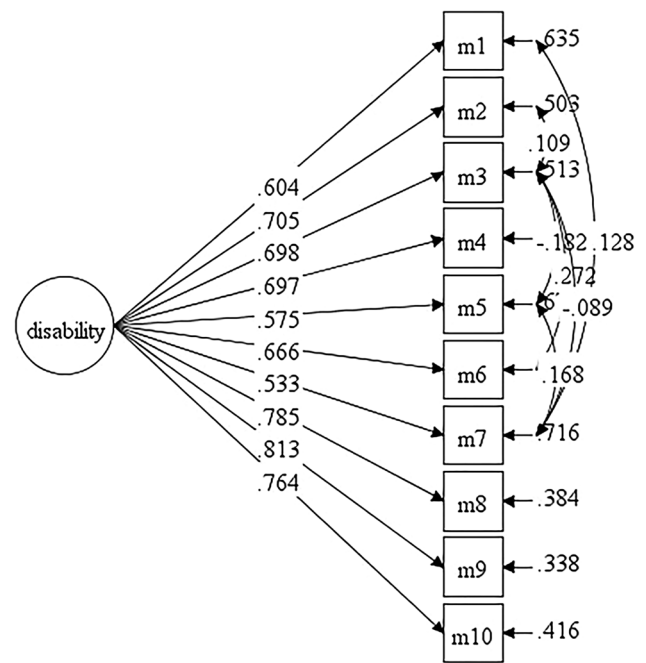 m1
.635
m2
.503
.109
m3
.513
.604
.705
.698
m4
-.182
.128
.697
.272
m5
-.089
disability
.575
.666
m6
.168
.533
.785
m7
.716
.813
.764
m8
.384
m9
.338
m10
.416